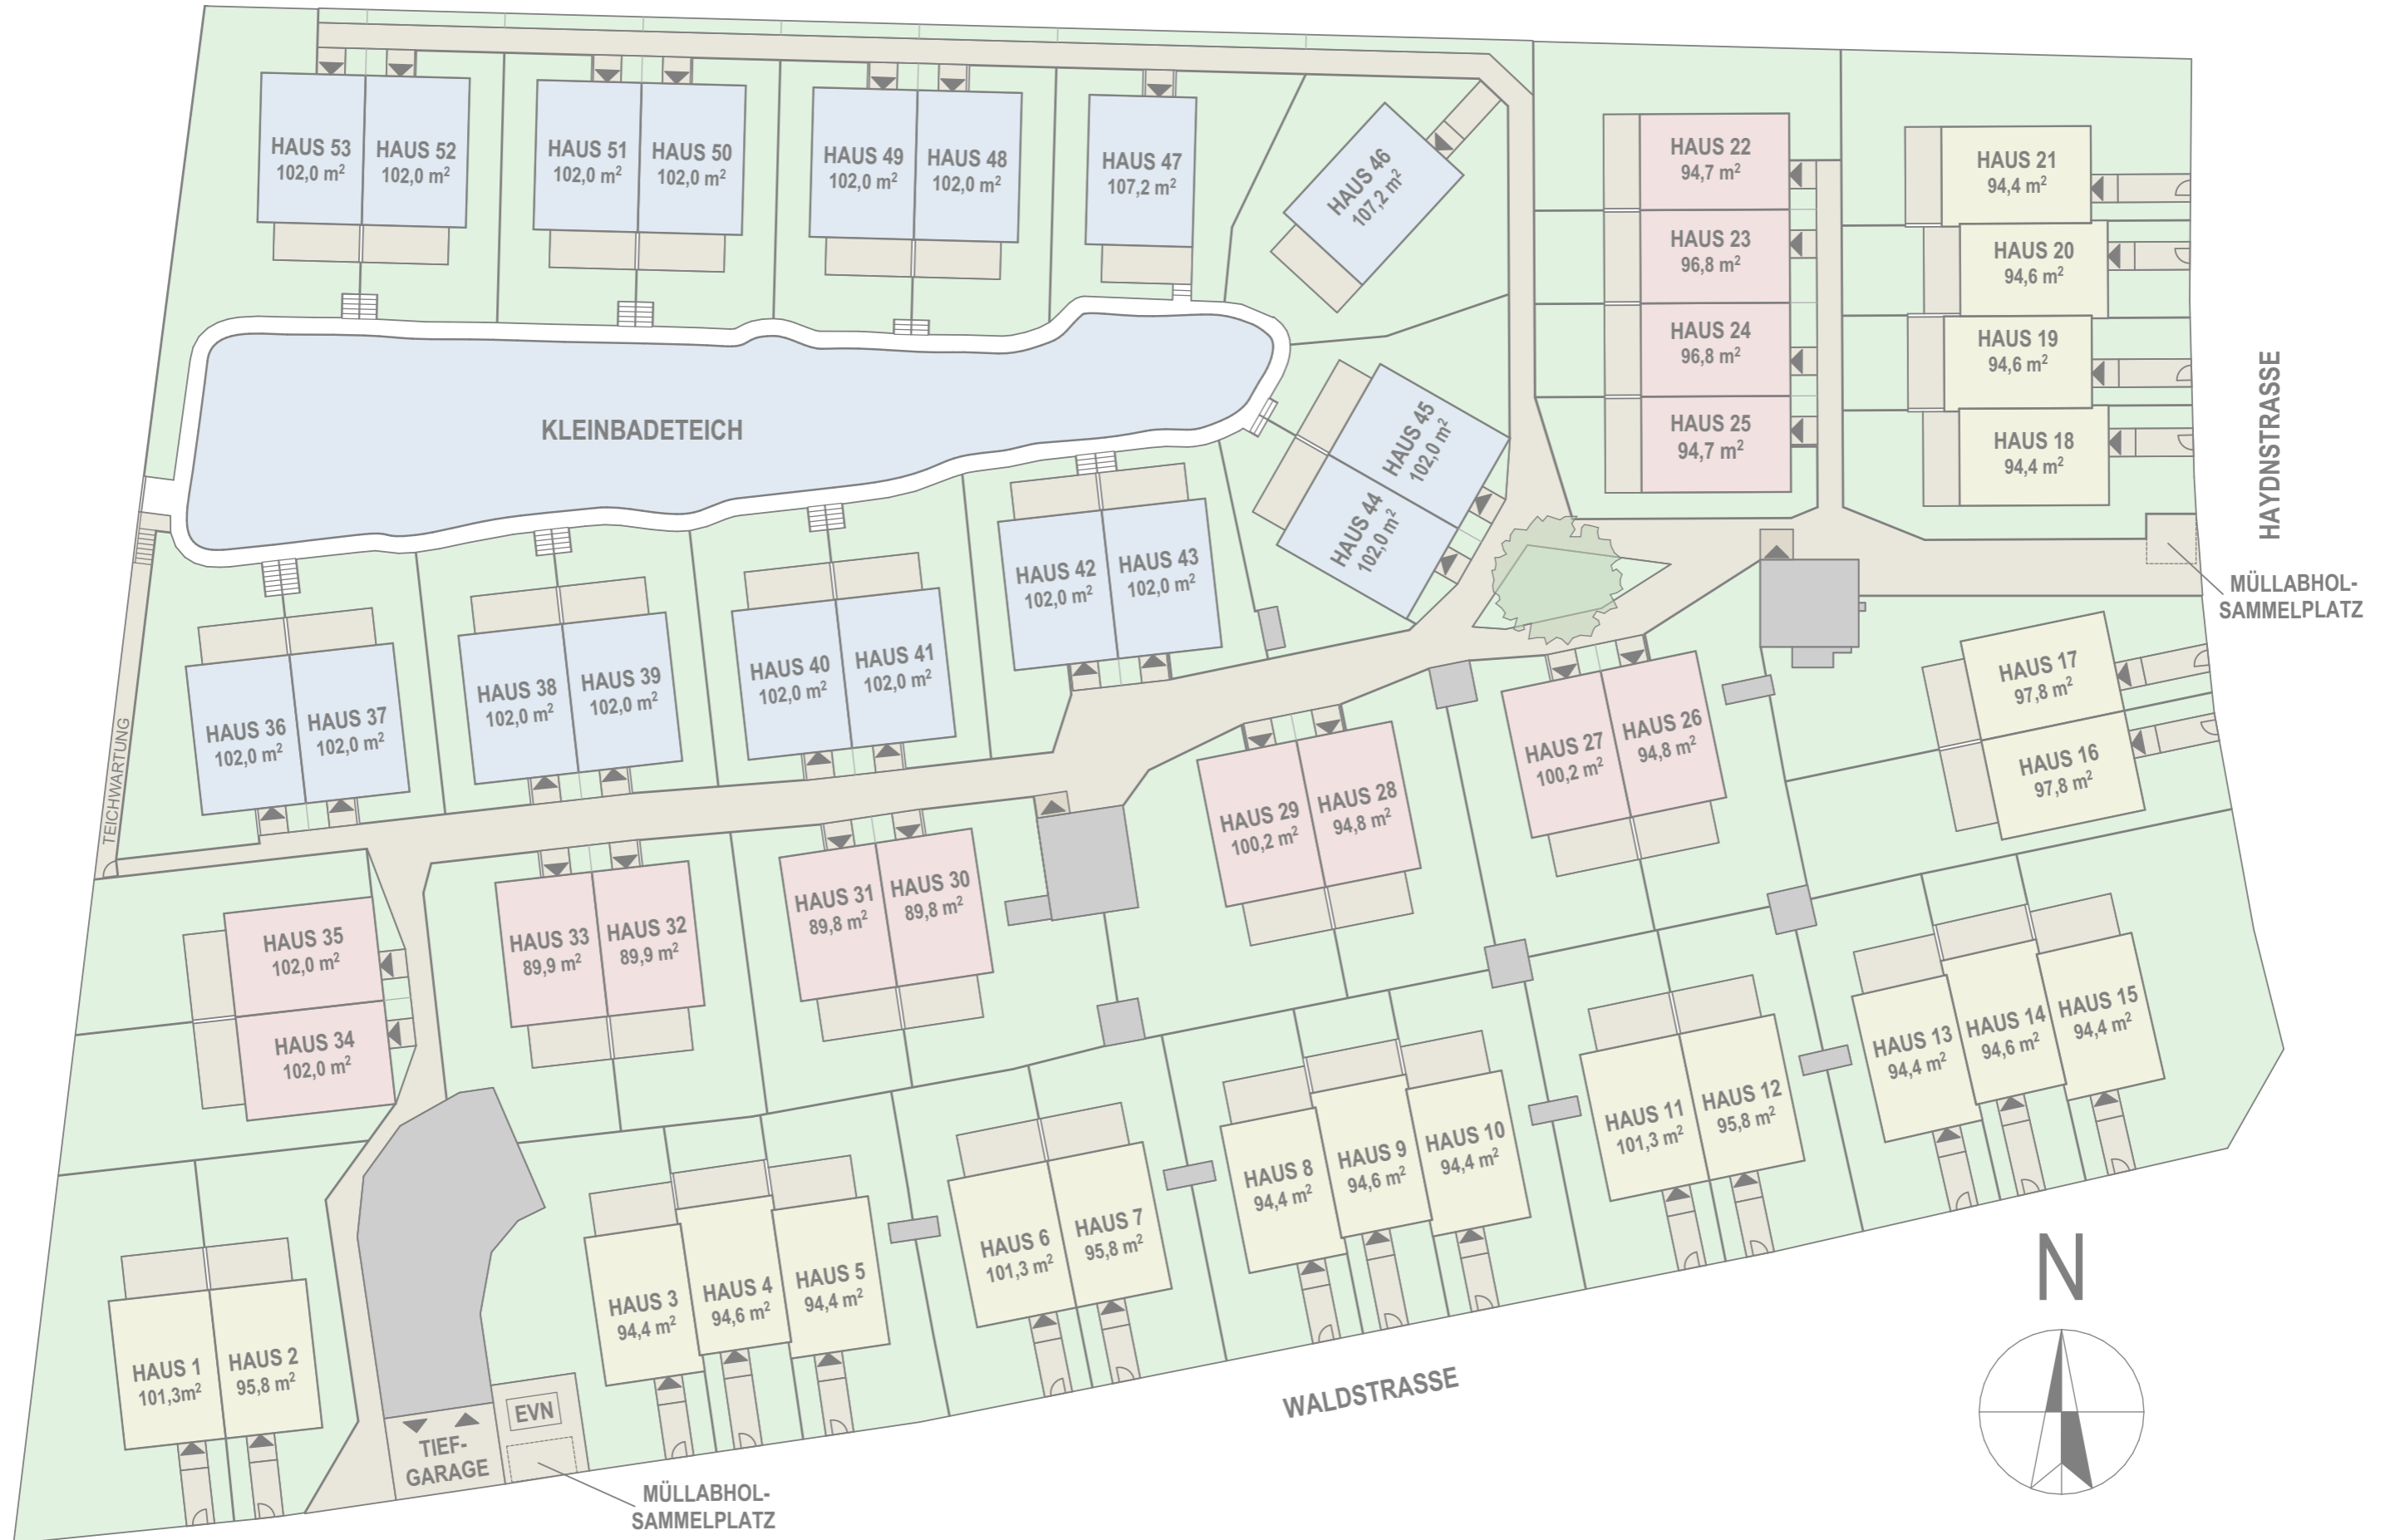 HAUS 53
102,0 m²
HAUS 52
102,0 m²
HAUS 51
102,0 m²
HAUS 50
102,0 m²
HAUS 49
102,0 m²
HAUS 48
102,0 m²
HAUS 47
107,2 m²
HAUS 46
107,2 m²
HAUS 22
94,7 m²
HAUS 23
96,8 m²
HAUS 24
96,8 m²
HAUS 25
94,7 m²
HAUS 21
94,4 m²
HAUS 20
94,6 m²
HAUS 19
94,6 m²
HAUS 18
94,4 m²
HAYDNSTRASSE
KLEINBADETEICH
HAUS 45
102,0 m²
HAUS 44
102,0 m²
MÜLLABHOL-
SAMMELPLATZ
HAUS 42
102,0 m²
HAUS 43
102,0 m²
HAUS 40
102,0 m²
HAUS 41
102,0 m²
HAUS 38
102,0 m²
HAUS 39
102,0 m²
HAUS 36
102,0 m²
HAUS 37
102,0 m²
TEICHWARTUNG
HAUS 17
97,8 m²
HAUS 16
97,8 m²
HAUS 27
100,2 m²
HAUS 26
94,8 m²
HAUS 29
100,2 m²
HAUS 28
94,8 m²
HAUS 31
89,8 m²
HAUS 30
89,8 m²
HAUS 33
89,9 m²
HAUS 32
89,9 m²
HAUS 35
102,0 m²
HAUS 34
102,0 m²
HAUS 13
94,4 m²
HAUS 14
94,6 m²
HAUS 15
94,4 m²
HAUS 11
101,3 m²
HAUS 12
95,8 m²
HAUS 8
94,4 m²
HAUS 9
94,6 m²
HAUS 10
94,4 m²
HAUS 6
101,3 m²
HAUS 7
95,8 m²
HAUS 3
94,4 m²
HAUS 4
94,6 m²
HAUS 5
94,4 m²
HAUS 1
101,3m²
HAUS 2
95,8 m²
N
WALDSTRASSE
EVN
TIEF-
GARAGE
MÜLLABHOL-
SAMMELPLATZ